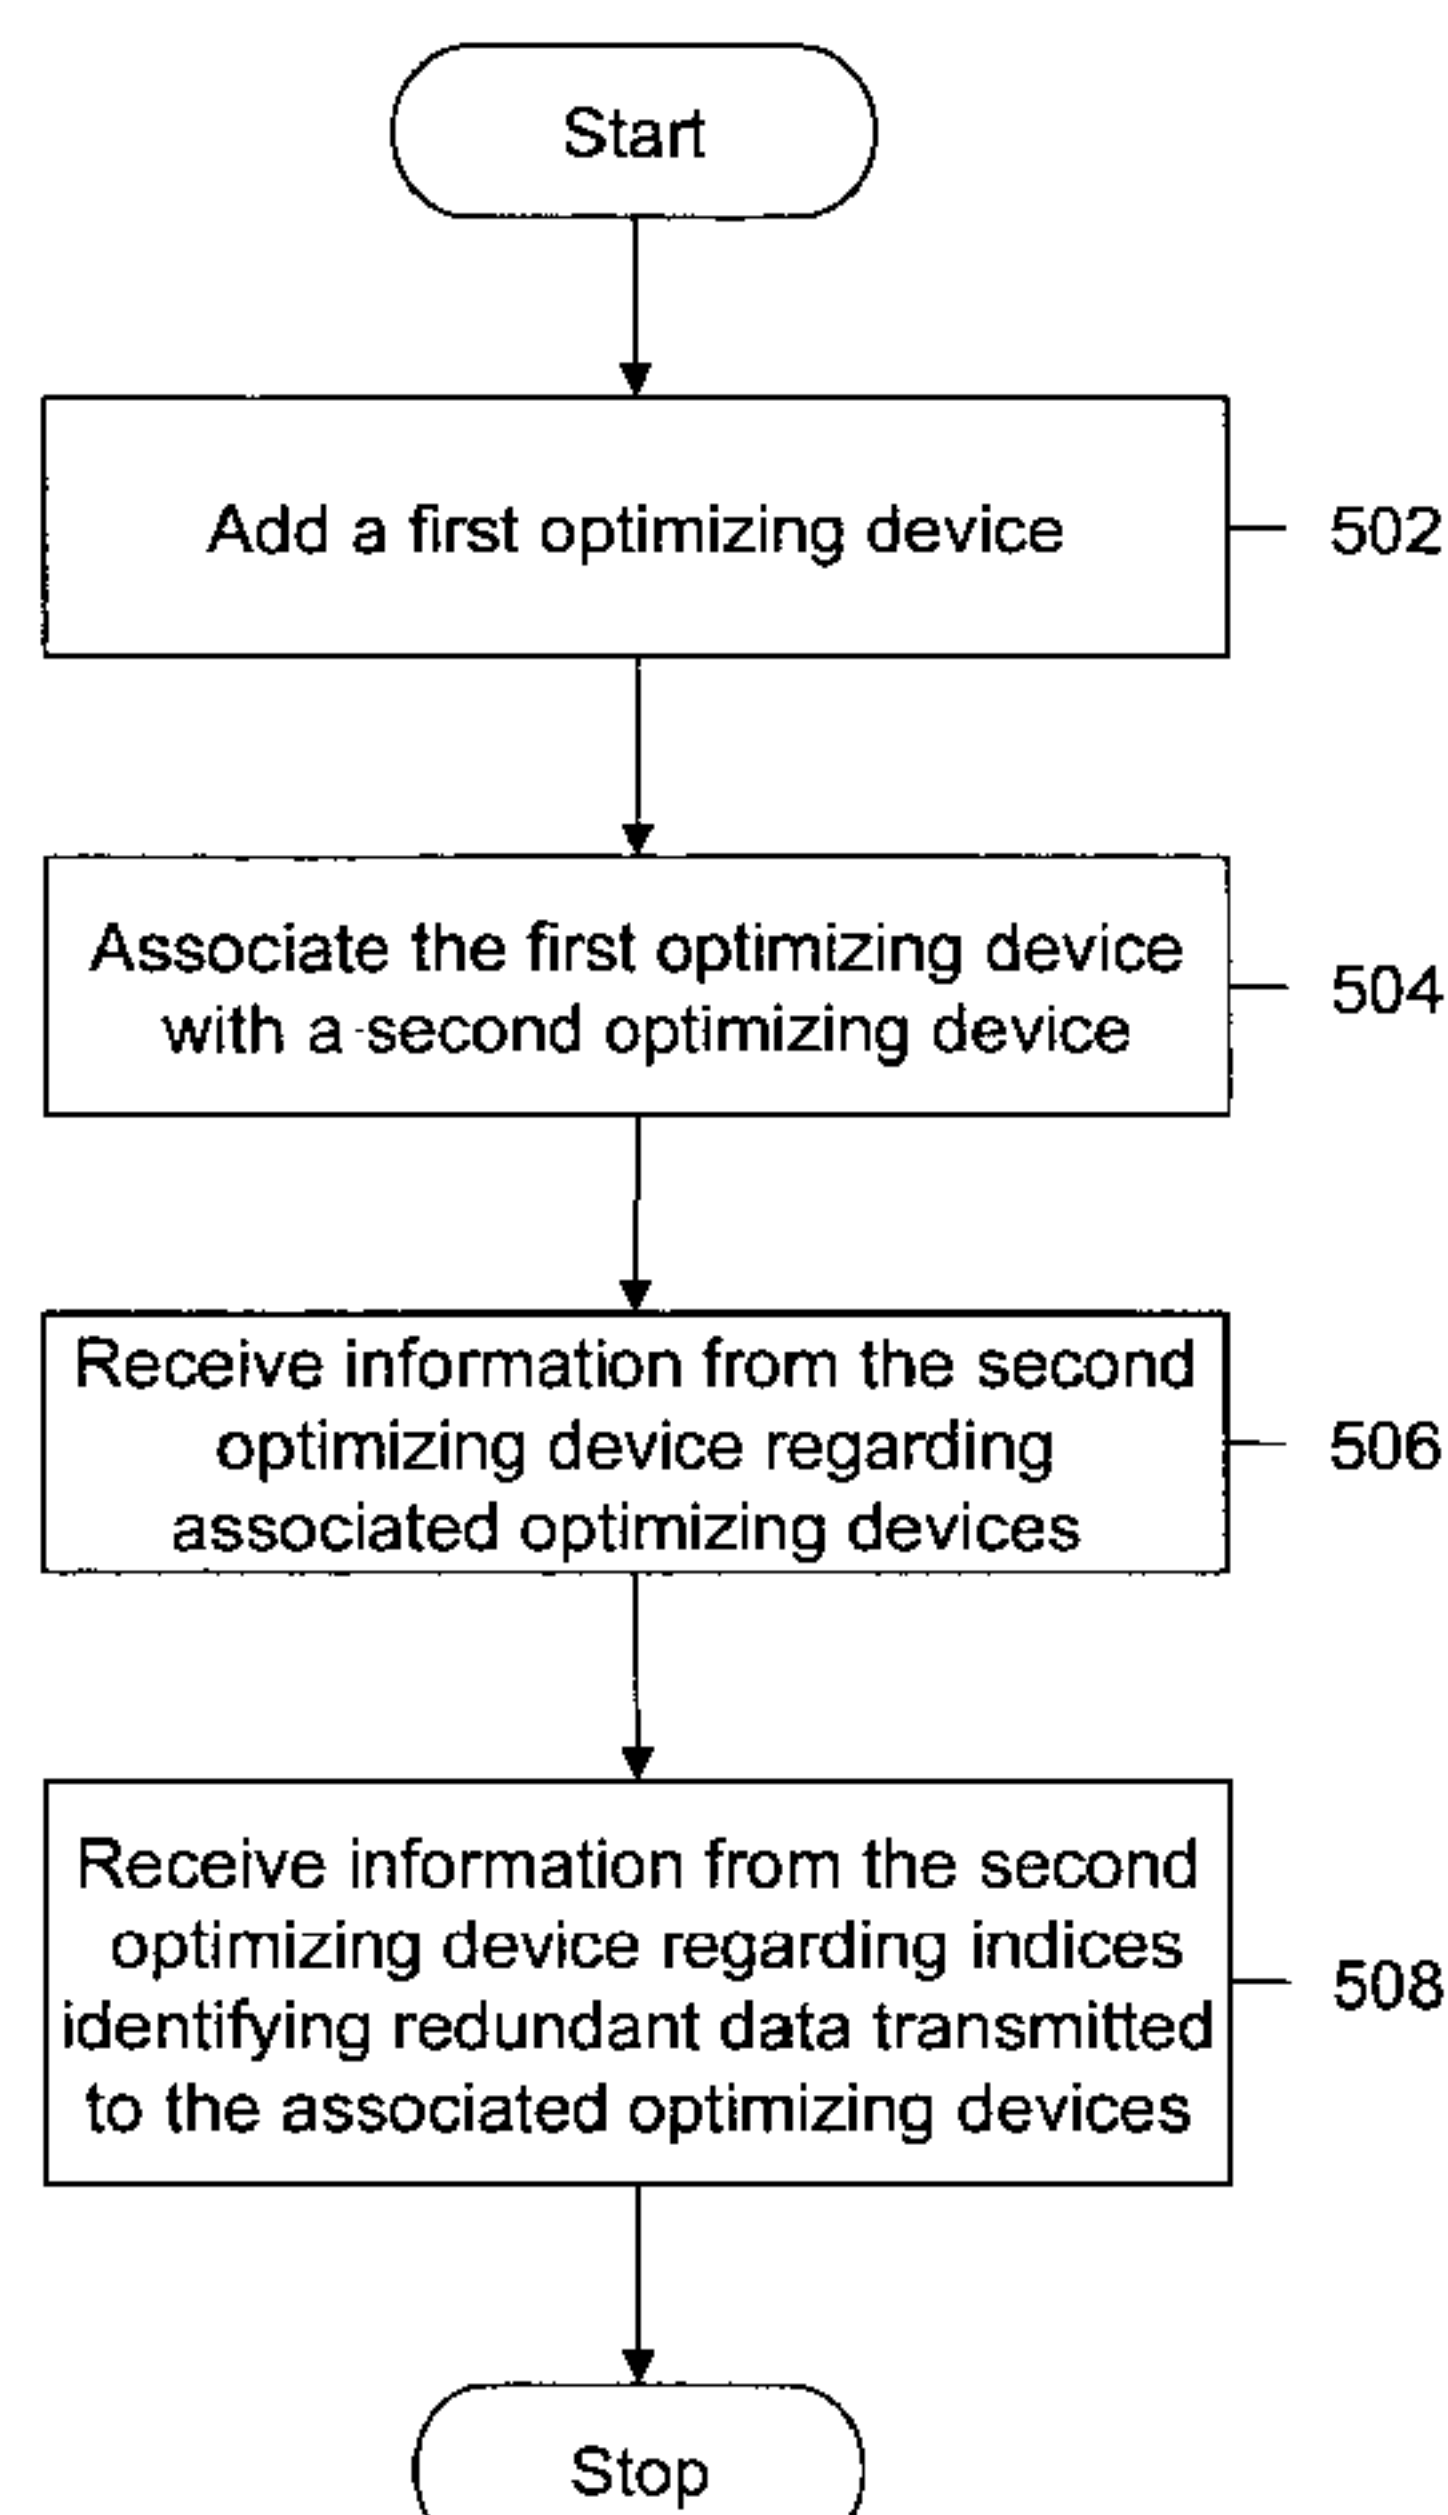 Start
Add a first optimizing device
502
Associate the first optimizing device
with a second optimizing device
504
Receive information from the second
optimizing device regarding
associated optimizing devices
506
Receive information from the second
optimizing device regarding indices
identifying redundant data transmitted
to the associated optimizing devices
508
Stop